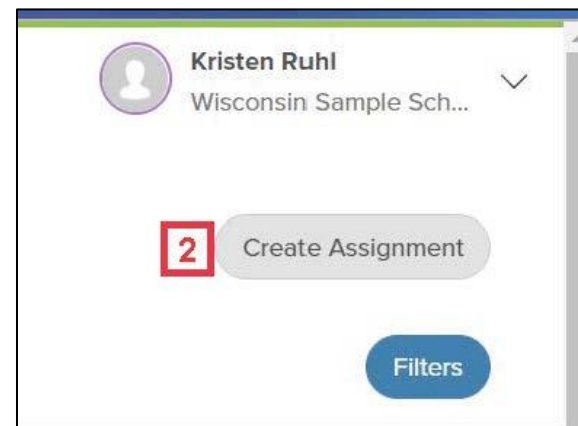 Kristen Ruhl
Wisconsin Sample Sch...
2 Create Assignment
Filters